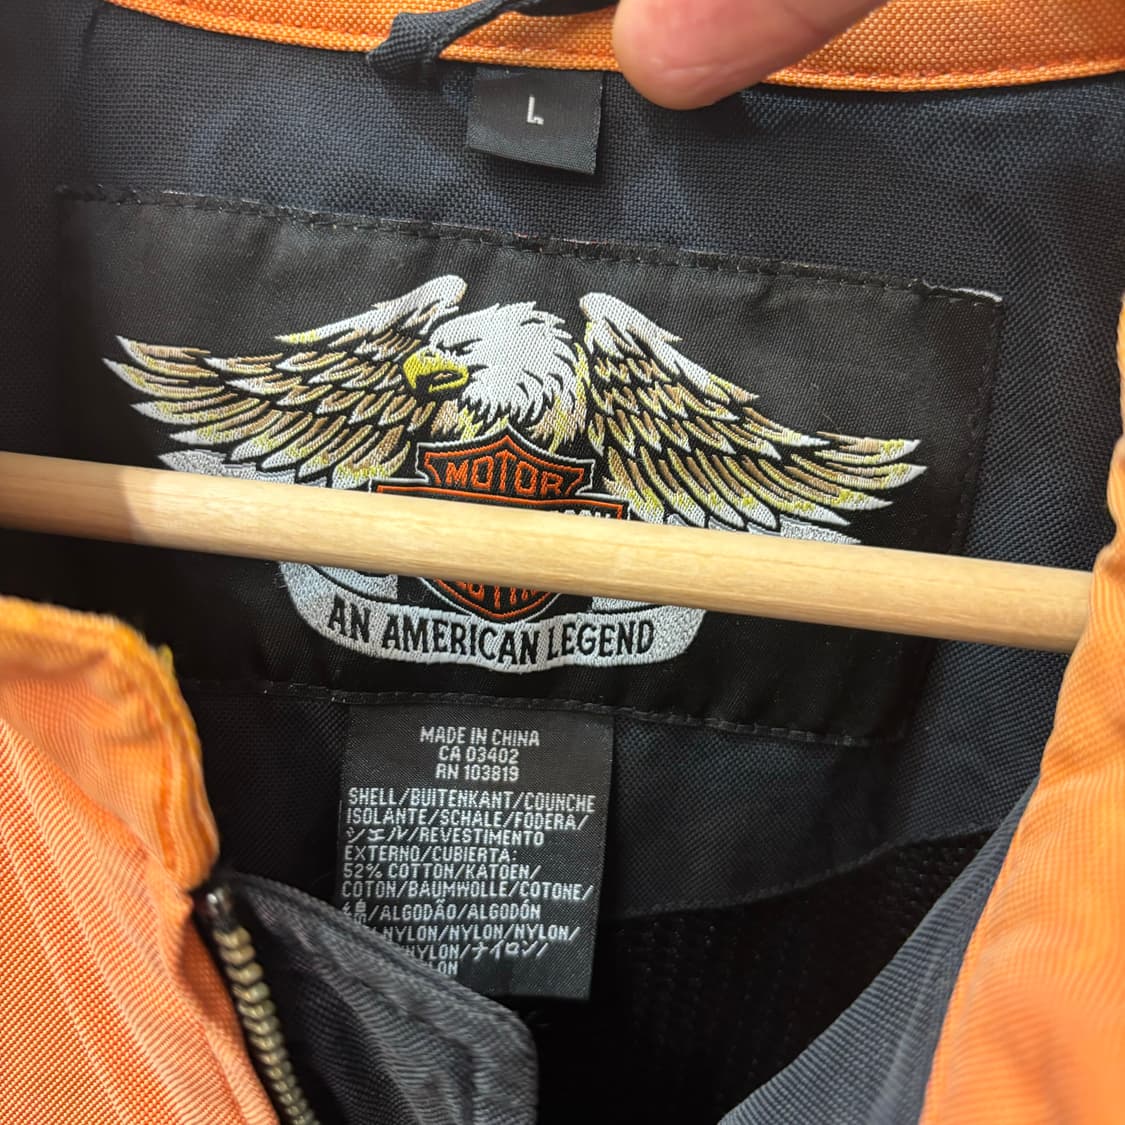 L
MOTOR
AN AMERICAN LEGEND
MADE IN CHINA
CA 03402
RN 103819
SHELL/BUITENKANT/COUNCHE
ISOLANTE/SCHALE/FODERA/
シェル/REVESTIMENTO
EXTERNO/CUBIERTA:
52% COTTON/KATOEN/
COTON/BAUMWOLLE/COTONE/
綿/ALGODÃO/ALGODÓN
NYLON/NYLON/NYLON/
NYLON/ナイロン/